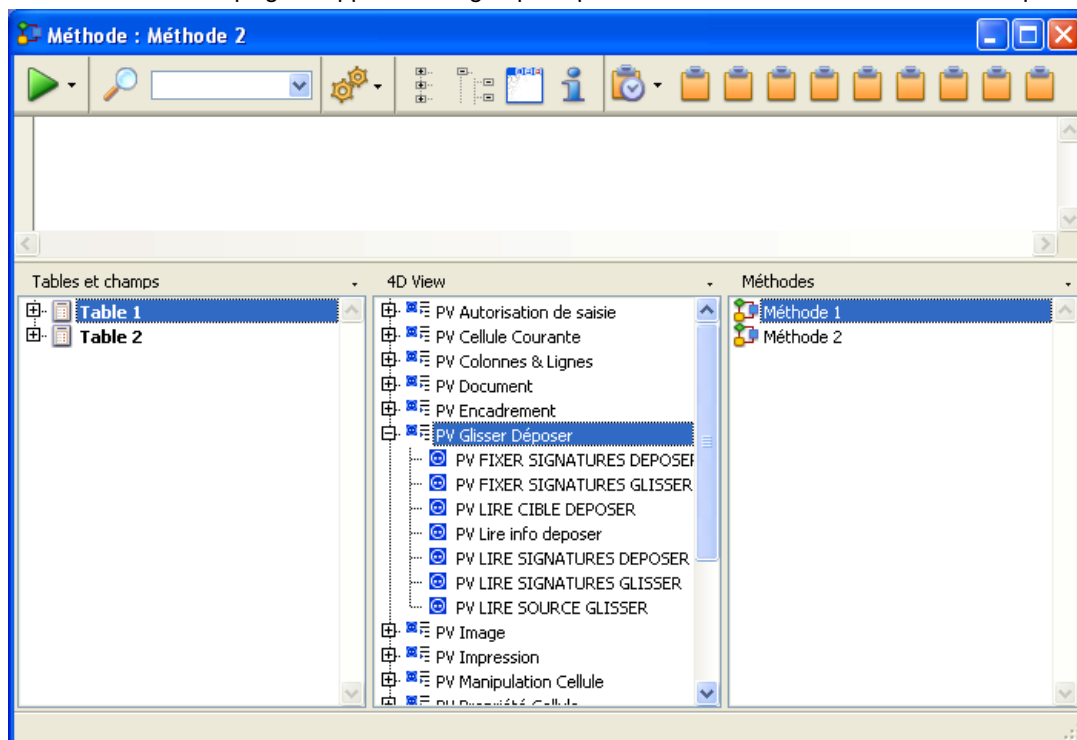 Méthode : Méthode 2
Tables et champs
Table 1
Table 2
4D View
PV Autorisation de saisie
PV Cellule Courante
PV Colonnes & Lignes
PV Document
PV Encadrement
PV Glisser Déposer
PV FIXER SIGNATURES DEPOSER
PV FIXER SIGNATURES GLISSER
PV LIRE CIBLE DEPOSER
PV Lire info deposer
PV LIRE SIGNATURES DEPOSER
PV LIRE SIGNATURES GLISSER
PV LIRE SOURCE GLISSER
PV Image
PV Impression
PV Manipulation Cellule
PV Propriété Cellule
Méthodes
Méthode 1
Méthode 2